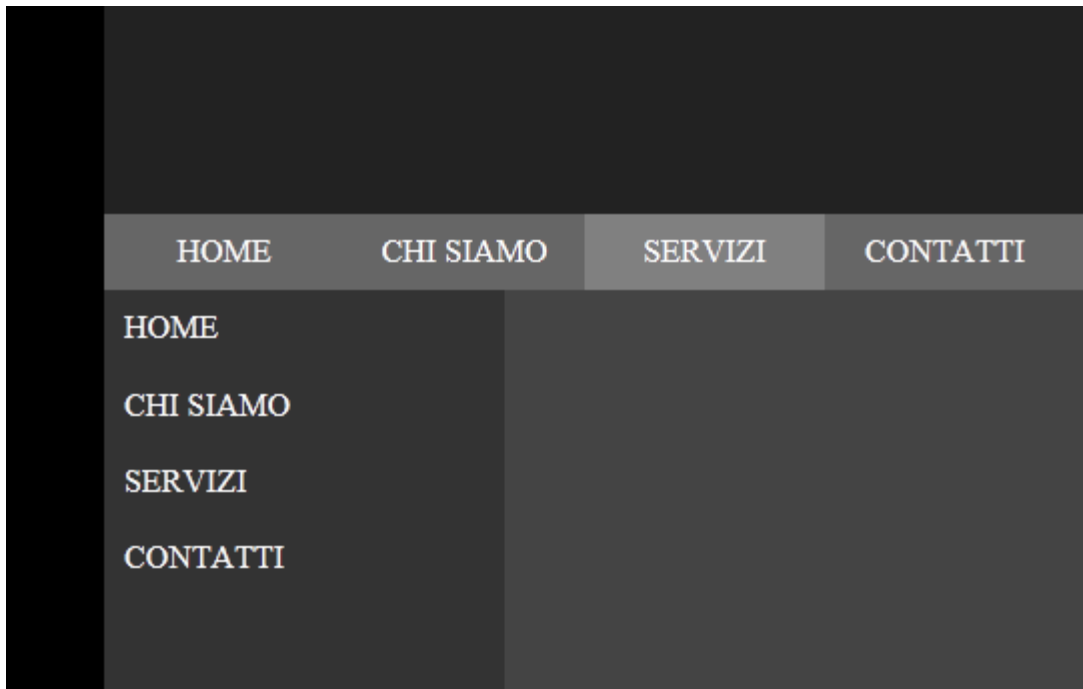 HOME CHI SIAMO SERVIZI CONTATTI
HOME
CHI SIAMO
SERVIZI
CONTATTI